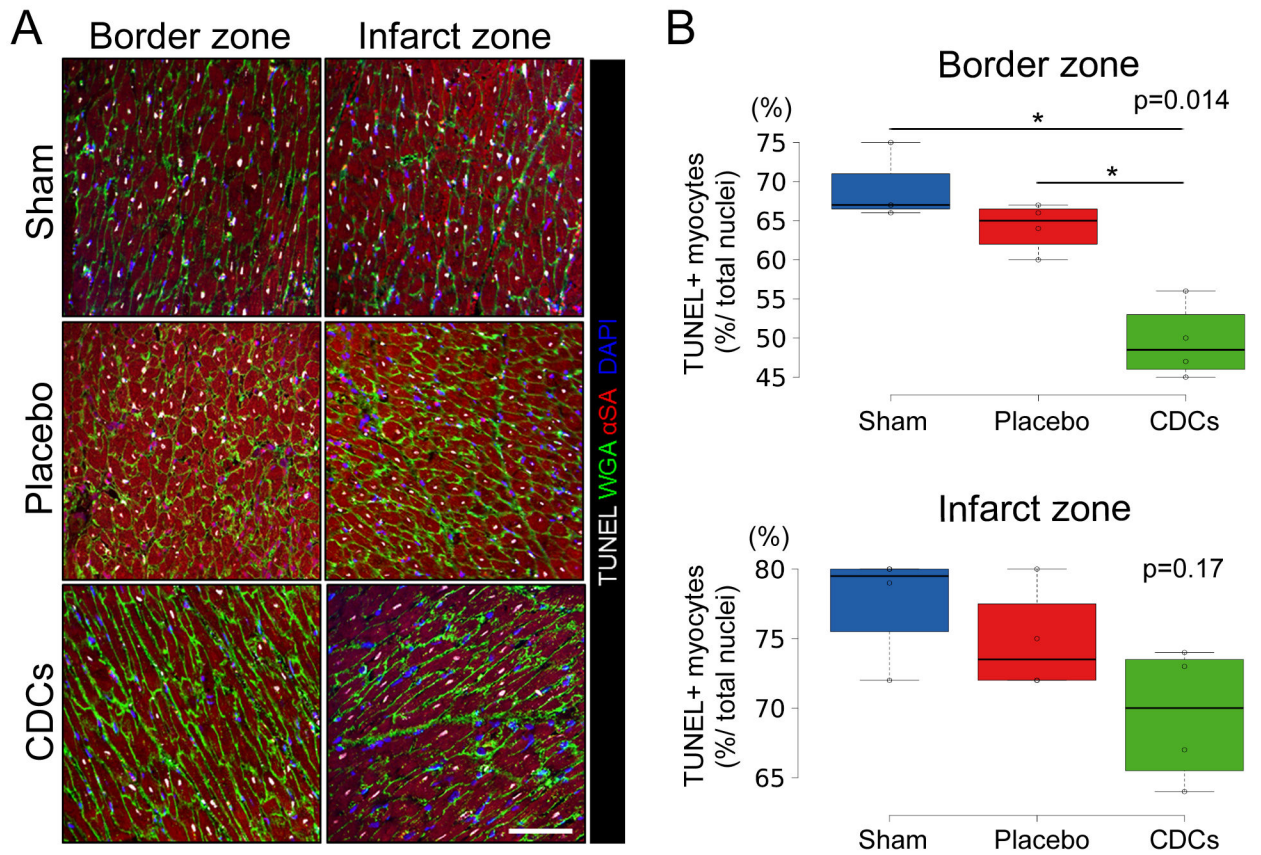 A
Border zone
Infarct zone
Sham
Placebo
CDCs
TUNEL WGA αSA DAPI
B
Border zone
(%)
p=0.014
*
*
TUNEL+ myocytes
(%/ total nuclei)
75
70
65
60
55
50
45
Sham
Placebo
CDCs
Infarct zone
(%)
p=0.17
TUNEL+ myocytes
(%/ total nuclei)
80
75
70
65
Sham
Placebo
CDCs